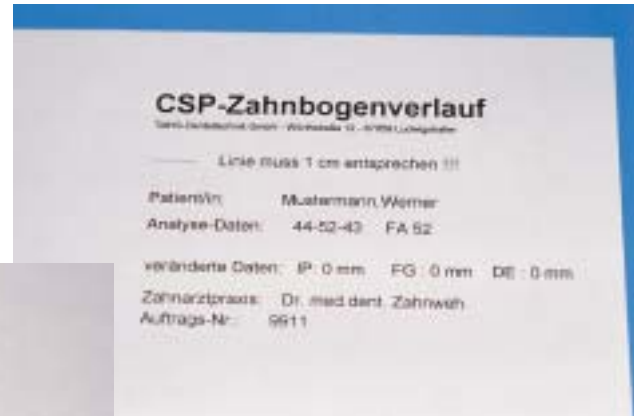 CSP-Zahnbogenverlauf
Linie muss 1 cm entsprechen !!!
Patient/in: Mustermann, Werner
Analyse-Daten: 44-52-43 FA 52
veränderte Daten: IP: 0 mm FG : 0 mm DE : 0 mm
Zahnarztpraxis: Dr. med.dent. Zahnweh
Auftrags-Nr.: 9911